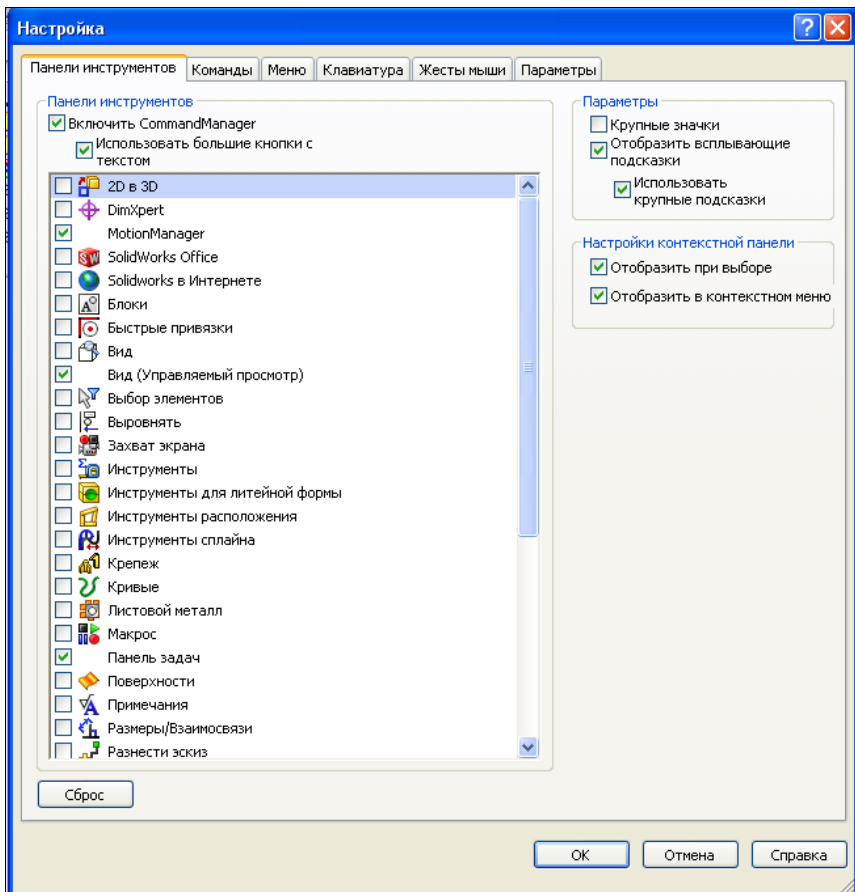 Настройка
Панели инструментов Команды Меню Клавиатура Жесты мыши Параметры
Панели инструментов
Включить CommandManager
Использовать большие кнопки с
текстом
2D в 3D
DimXpert
MotionManager
SolidWorks Office
Solidworks в Интернете
Блоки
Быстрые привязки
Вид
Вид (Управляемый просмотр)
Выбор элементов
Выровнять
Захват экрана
Инструменты
Инструменты для литейной формы
Инструменты расположения
Инструменты сплайна
Крепеж
Кривые
Листовой металл
Макрос
Панель задач
Поверхности
Примечания
Размеры/Взаимосвязи
Разнести эскиз
Параметры
Крупные значки
Отобразить всплывающие
подсказки
Использовать
крупные подсказки
Настройки контекстной панели
Отобразить при выборе
Отобразить в контекстном меню
Сброс
OK Отмена Справка